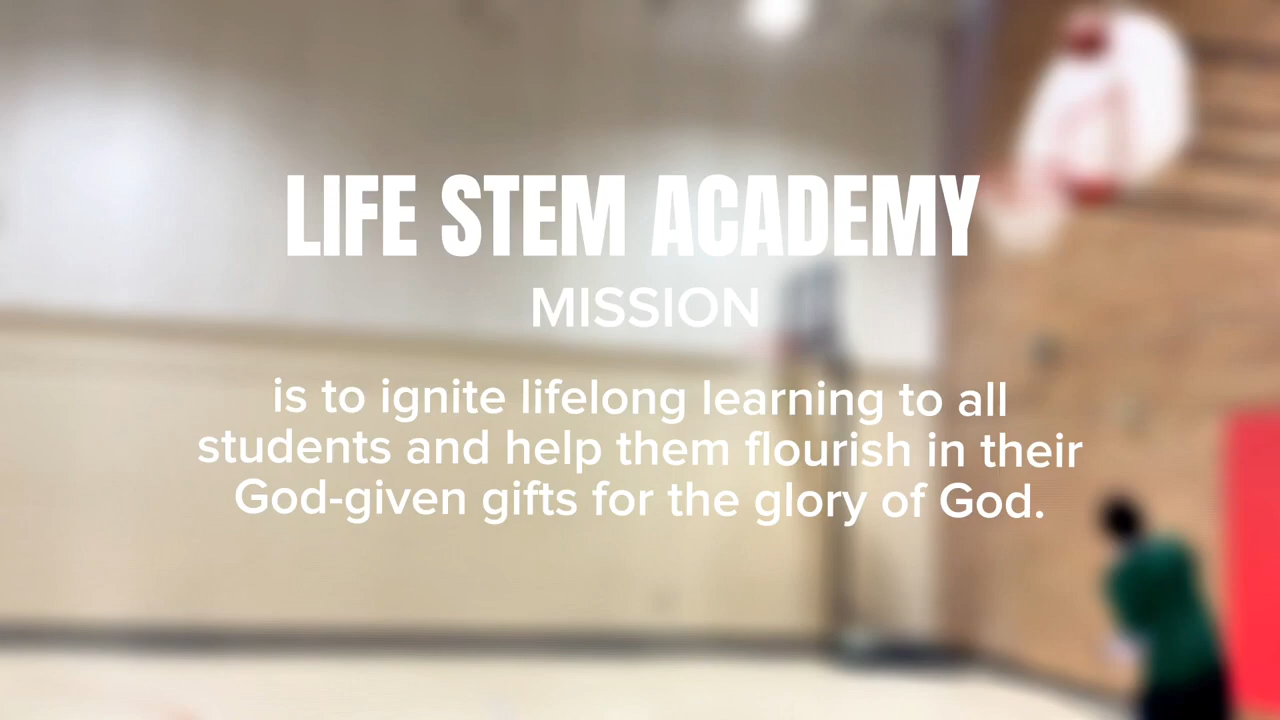 LIFE STEM ACADEMY
MISSION
is to ignite lifelong learning to all
students and help them flourish in their
God-given gifts for the glory of God.